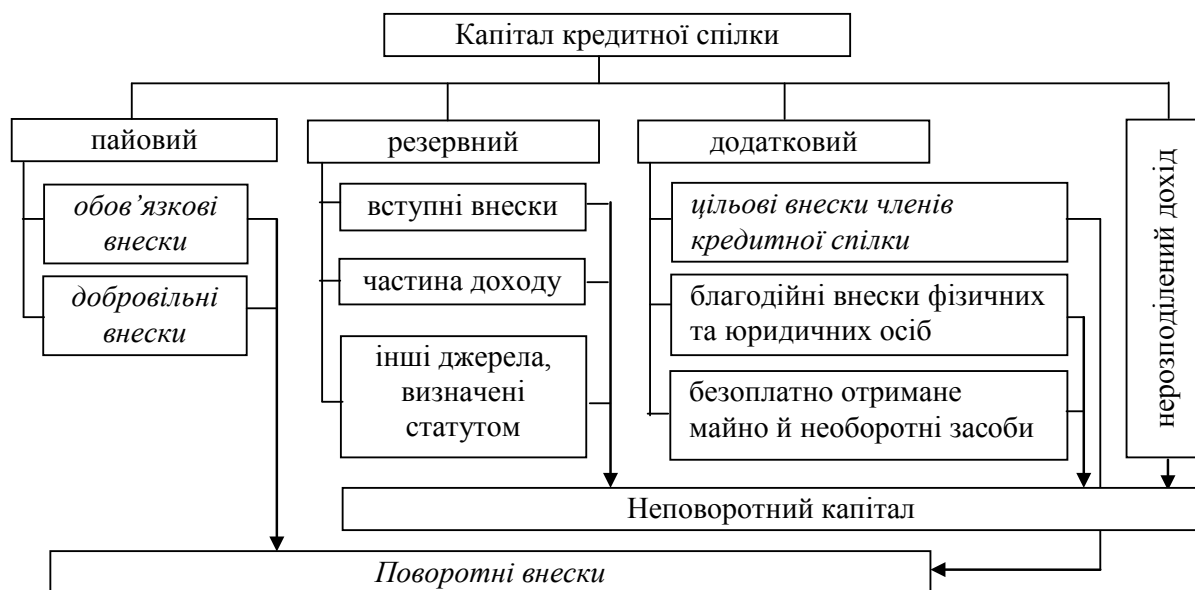 Капітал кредитної спілки
пайовий
резервний
додатковий
нерозподілений дохід
обов’язкові
внески
добровільні
внески
вступні внески
частина доходу
інші джерела,
визначені
статутом
цільові внески членів
кредитної спілки
благодійні внески фізичних
та юридичних осіб
безоплатно отримане
майно й необоротні засоби
Неповоротний капітал
Поворотні внески